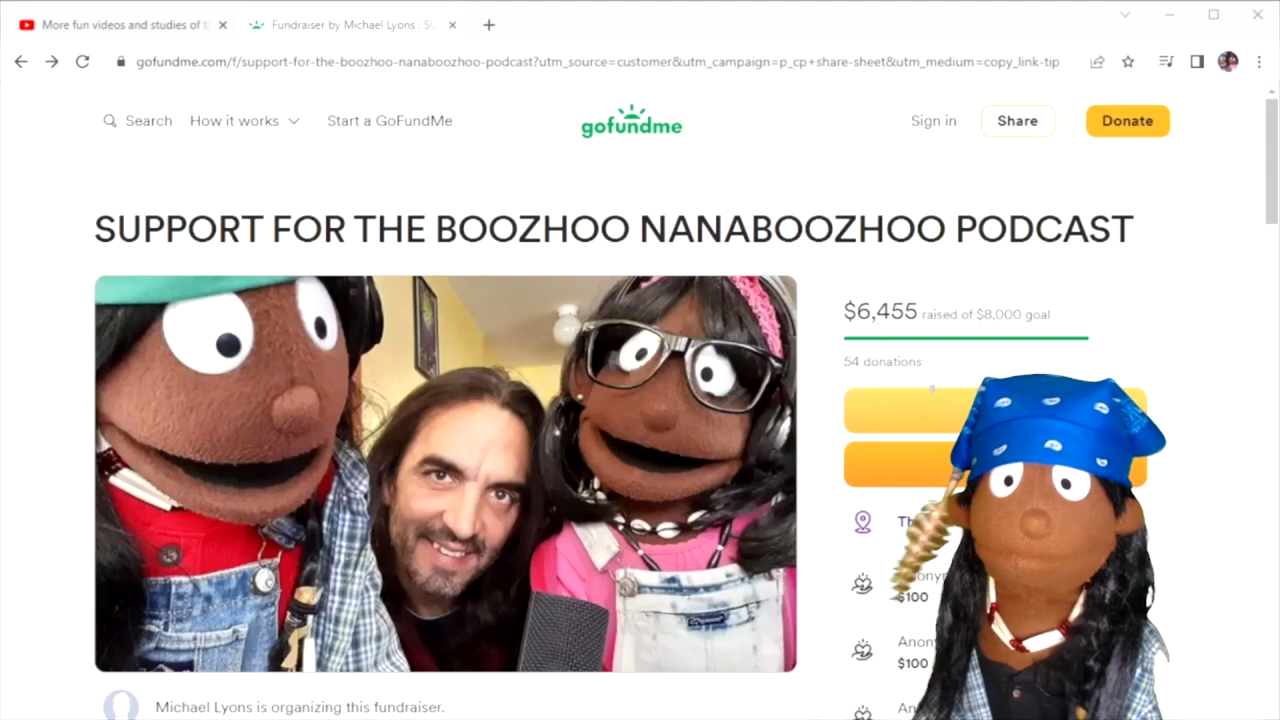 More fun videos and studies of t
Fundraiser by Michael Lyons : SU
gofundme.com/f/support-for-the-boozhoo-nanaboozhoo-podcast?utm_source=customer&utm_campaign=p_cp+share-sheet&utm_medium=copy_link-tip
Search How it works Start a GoFundMe
gofundme
Sign in Share Donate
SUPPORT FOR THE BOOZHOO NANABOOZHOO PODCAST
$6,455 raised of $8,000 goal
54 donations
$100
$100
Michael Lyons is organizing this fundraiser.